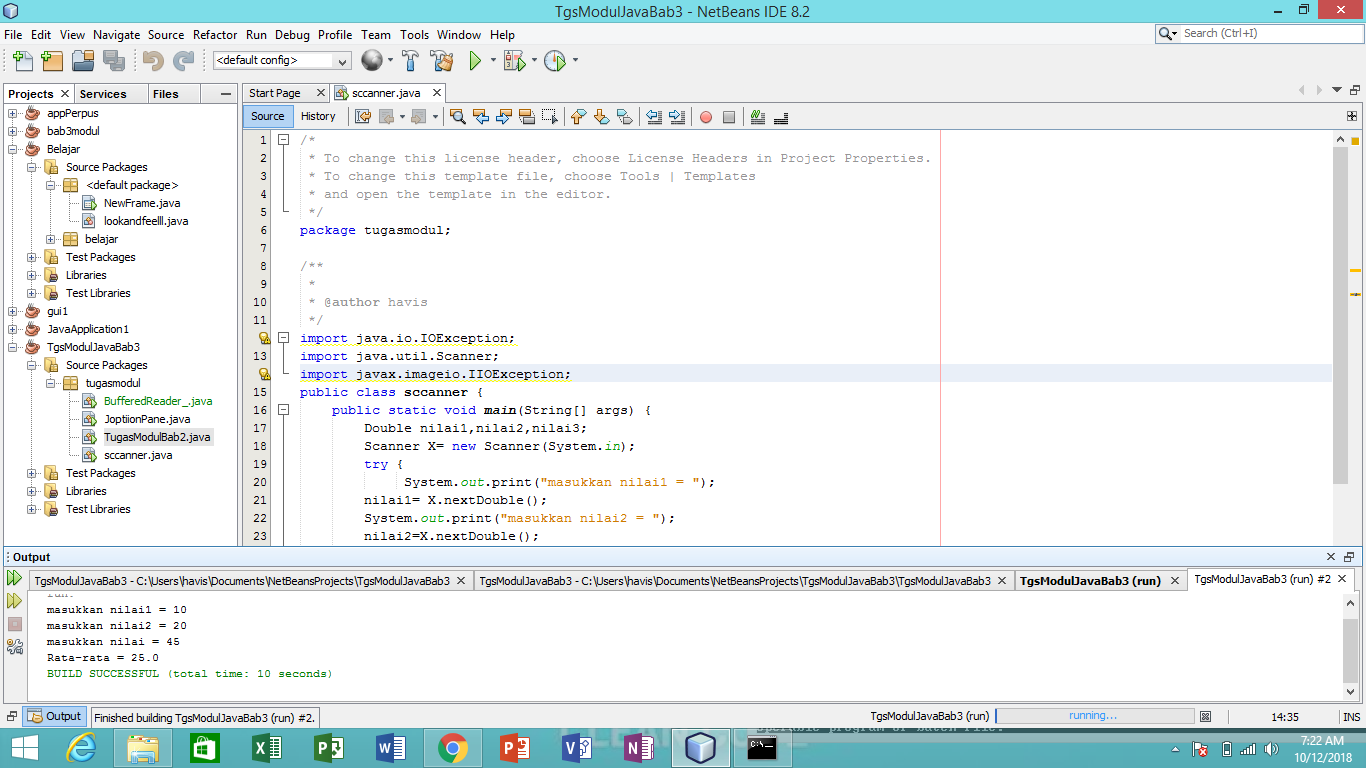 TgsModulJavaBab3 - NetBeans IDE 8.2
File Edit View Navigate Source Refactor Run Debug Profile Team Tools Window Help
Search (Ctrl+I)
<default config>
Projects Services Files
Start Page sccanner.java
Source History
appPerpus
bab3modul
Belajar
Source Packages
<default package>
NewFrame.java
lookandfeelll.java
belajar
Test Packages
Libraries
Test Libraries
gui1
JavaApplication1
TgsModulJavaBab3
Source Packages
tugasmodul
BufferedReader_.java
JoptiionPane.java
TugasModulBab2.java
sccanner.java
Test Packages
Libraries
Test Libraries
1 /*
2 * To change this license header, choose License Headers in Project Properties.
3 * To change this template file, choose Tools | Templates
4 * and open the template in the editor.
5 */
6 package tugasmodul;
7
8 /**
9 *
10 * @author havis
11 */
import java.io.IOException;
13 import java.util.Scanner;
import javax.imageio.IIOException;
15 public class sccanner {
16 public static void main(String[] args) {
17 Double nilai1,nilai2,nilai3;
18 Scanner X= new Scanner(System.in);
19 try {
20 System.out.print("masukkan nilai1 = ");
21 nilai1= X.nextDouble();
22 System.out.print("masukkan nilai2 = ");
23 nilai2=X.nextDouble();
Output
TgsModulJavaBab3 - C:\Users\havis\Documents\NetBeansProjects\TgsModulJavaBab3
TgsModulJavaBab3 - C:\Users\havis\Documents\NetBeansProjects\TgsModulJavaBab3\TgsModulJavaBab3
TgsModulJavaBab3 (run)
TgsModulJavaBab3 (run) #2
run:
masukkan nilai1 = 10
masukkan nilai2 = 20
masukkan nilai = 45
Rata-rata = 25.0
BUILD SUCCESSFUL (total time: 10 seconds)
Output
Finished building TgsModulJavaBab3 (run) #2.
TgsModulJavaBab3 (run)
running...
14:35
INS
7:22 AM
10/12/2018